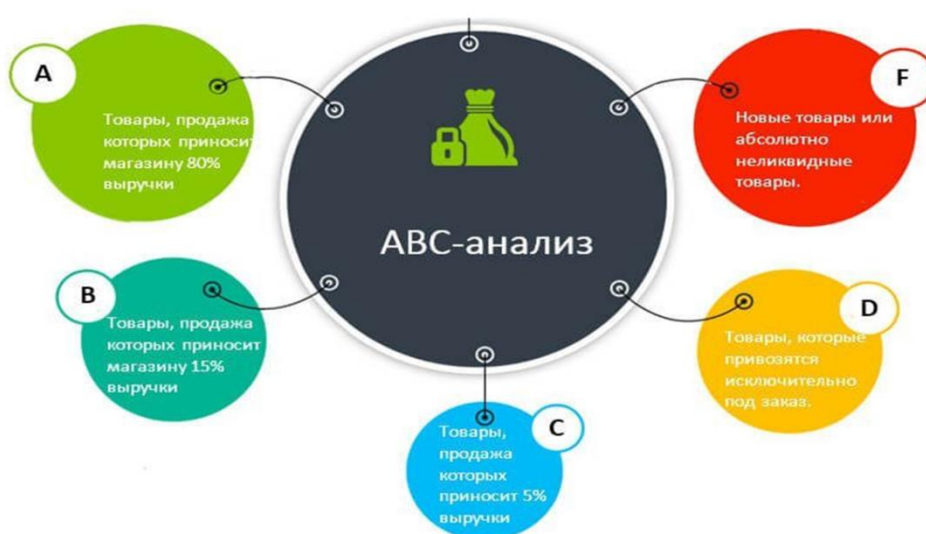 A
Товары, продажа
которых приносит
магазину 80%
выручки
F
Новые товары или
абсолютно
неликвидные
товары.
АВС-анализ
B
Товары, продажа
которых приносит
магазину 15%
выручки
D
Товары, которые
привозятся
исключительно
под заказ.
C
Товары,
продажа
которых
приносит 5%
выручки